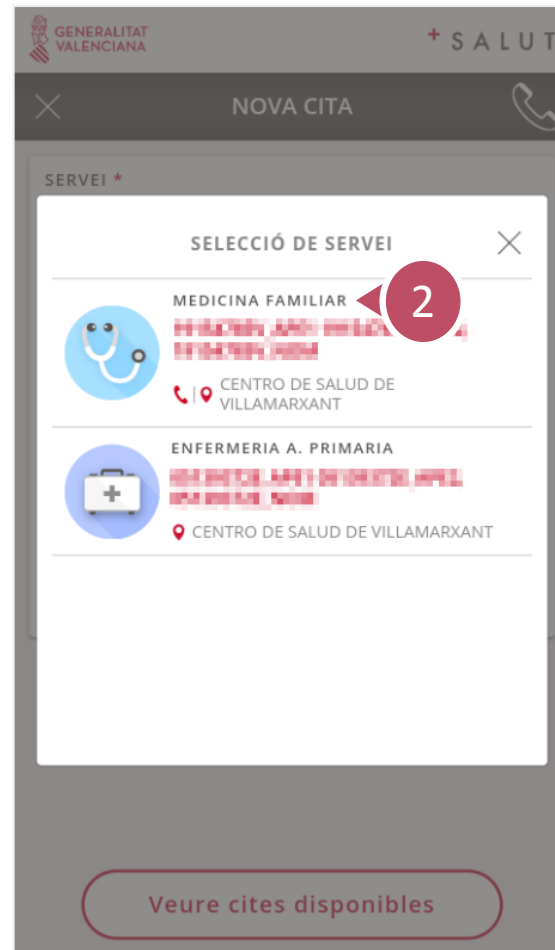 GENERALITAT
VALENCIANA
+ SALUT
NOVA CITA
SERVEI *
SELECCIÓ DE SERVEI
MEDICINA FAMILIAR
2
CENTRO DE SALUD DE
VILLAMARXANT
ENFERMERIA A. PRIMARIA
CENTRO DE SALUD DE VILLAMARXANT
Veure cites disponibles